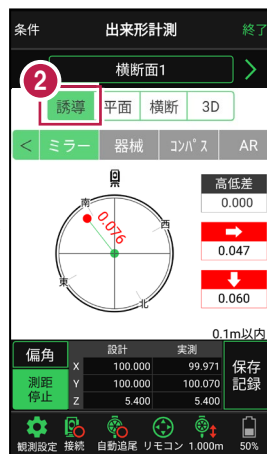 条件 出来形計測 終了
横断面1 >
2
誘導 平面 横断 3D
< ミラー 器械 コンパス AR
高低差
0.000
南
0.076
西
東
北
0.047
0.060
0.1m以内
偏角 設計 実測
X 100.000 99.971
測距停止 Y 100.000 100.070 保存記録
Z 5.400 5.400
観測設定 接続 自動追尾 リモコン 1.000m 50%